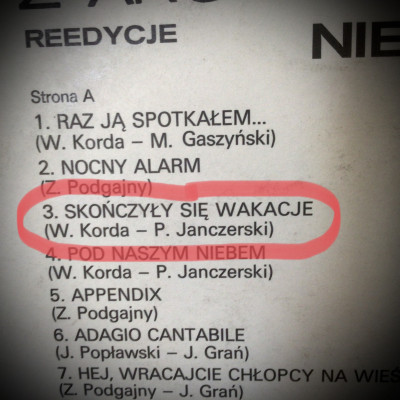 REEDYCJE
NIE
Strona A
1. RAZ JĄ SPOTKAŁEM...
(W. Korda – M. Gaszyński)
2. NOCNY ALARM
(Z. Podgajny)
3. SKOŃCZYŁY SIĘ WAKACJE
(W. Korda – P. Janczerski)
4. POD NASZYM NIEBEM
(W. Korda – P. Janczerski)
5. APPENDIX
(Z. Podgajny)
6. ADAGIO CANTABILE
(J. Popławski – J. Grań)
7. HEJ, WRACAJCIE CHŁOPCY NA WIEŚ
(Z. Podgajny – J. Grań)